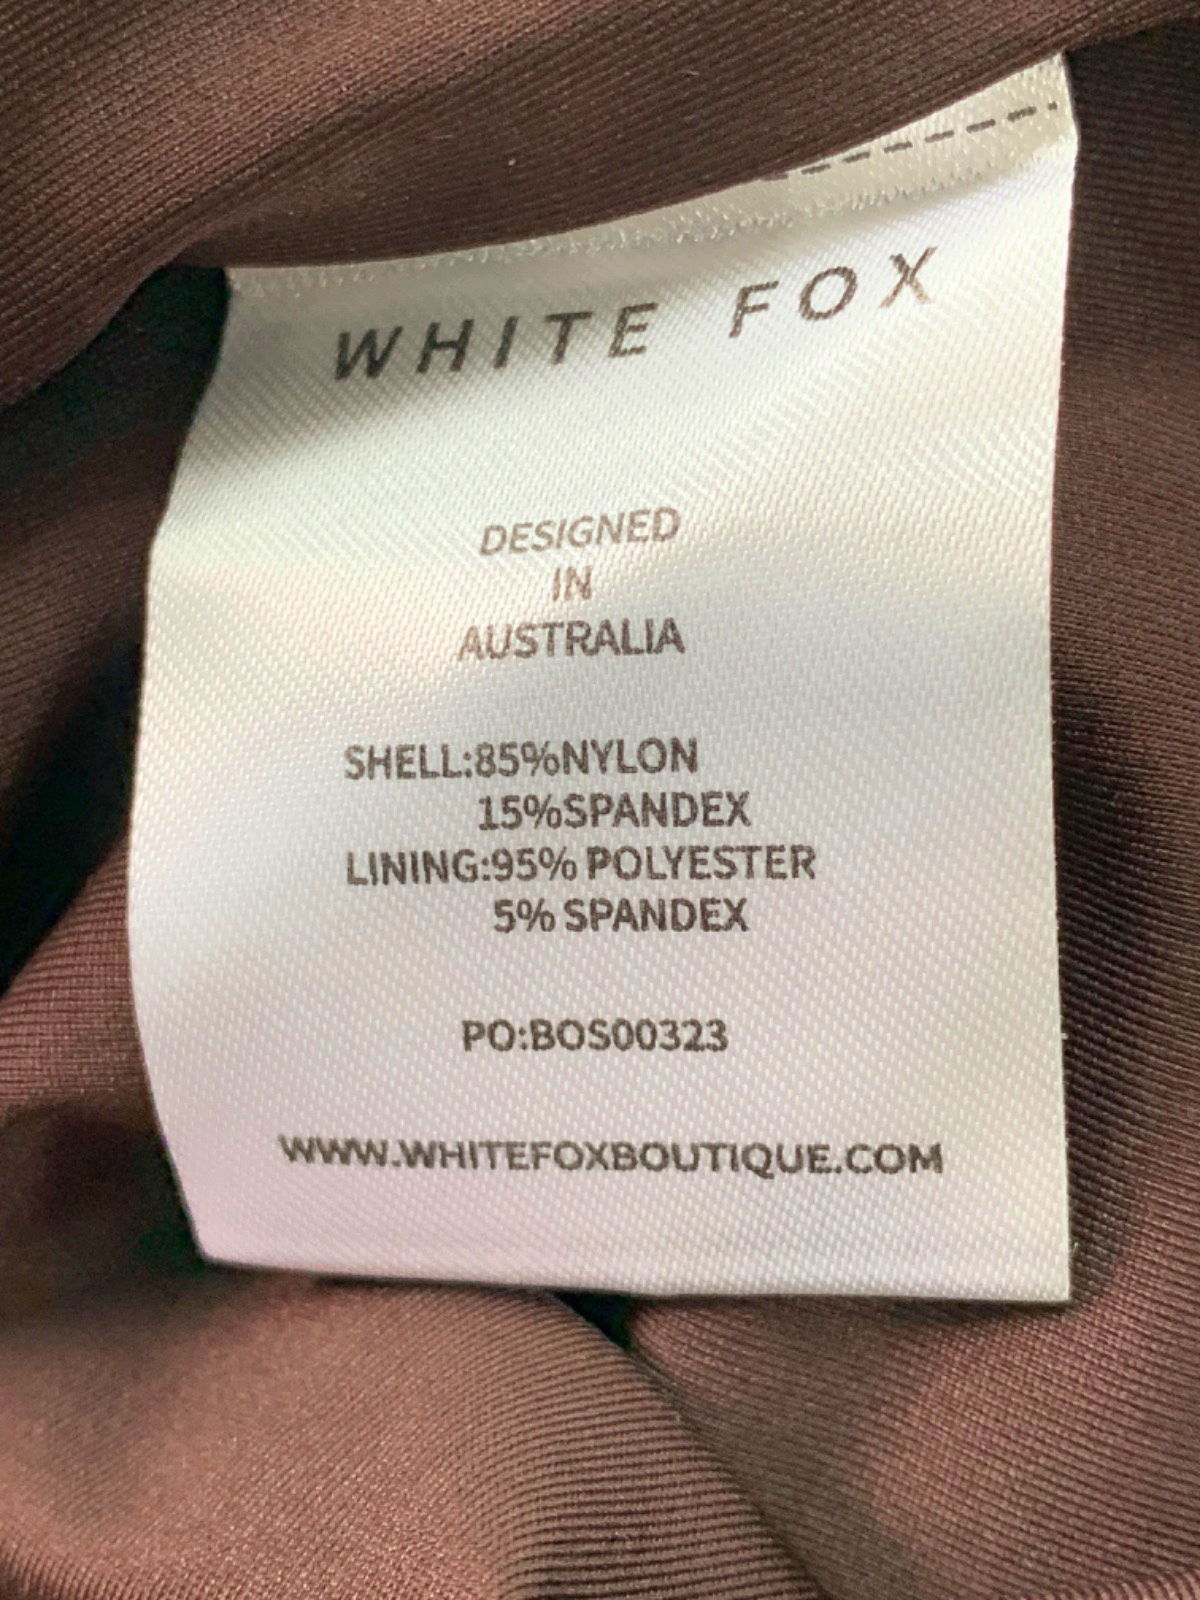 WHITE FOX
DESIGNED
IN
AUSTRALIA
SHELL:85%NYLON
15%SPANDEX
LINING:95% POLYESTER
5% SPANDEX
PO:BOS00323
WWW.WHITEFOXBOUTIQUE.COM